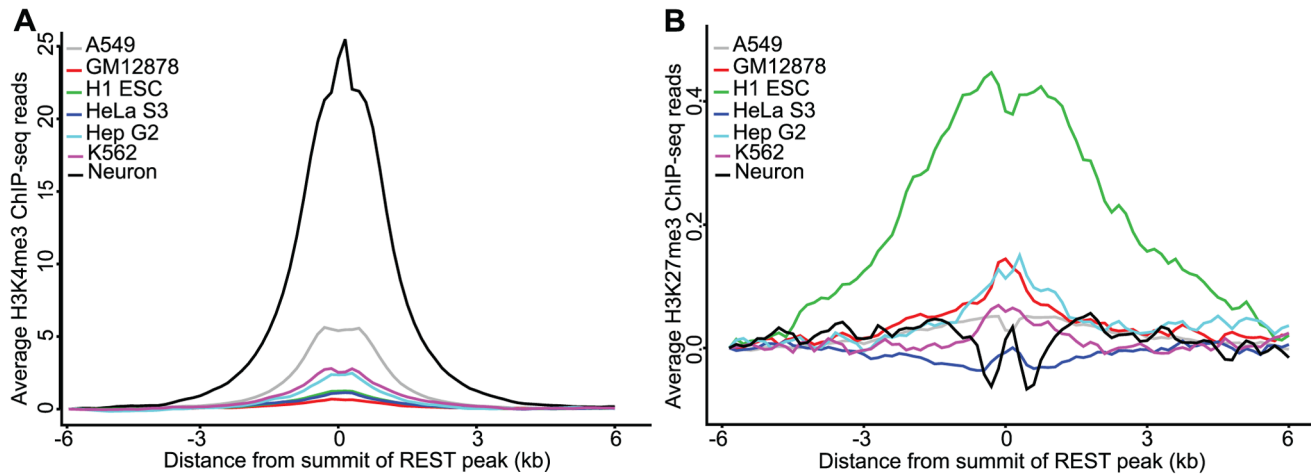 A
Average H3K4me3 ChIP-seq reads
25
20
15
10
5
0
A549
GM12878
H1 ESC
HeLa S3
Hep G2
K562
Neuron
-6
-3
0
3
6
Distance from summit of REST peak (kb)
B
Average H3K27me3 ChIP-seq reads
0.4
0.2
0.0
A549
GM12878
H1 ESC
HeLa S3
Hep G2
K562
Neuron
-6
-3
0
3
6
Distance from summit of REST peak (kb)